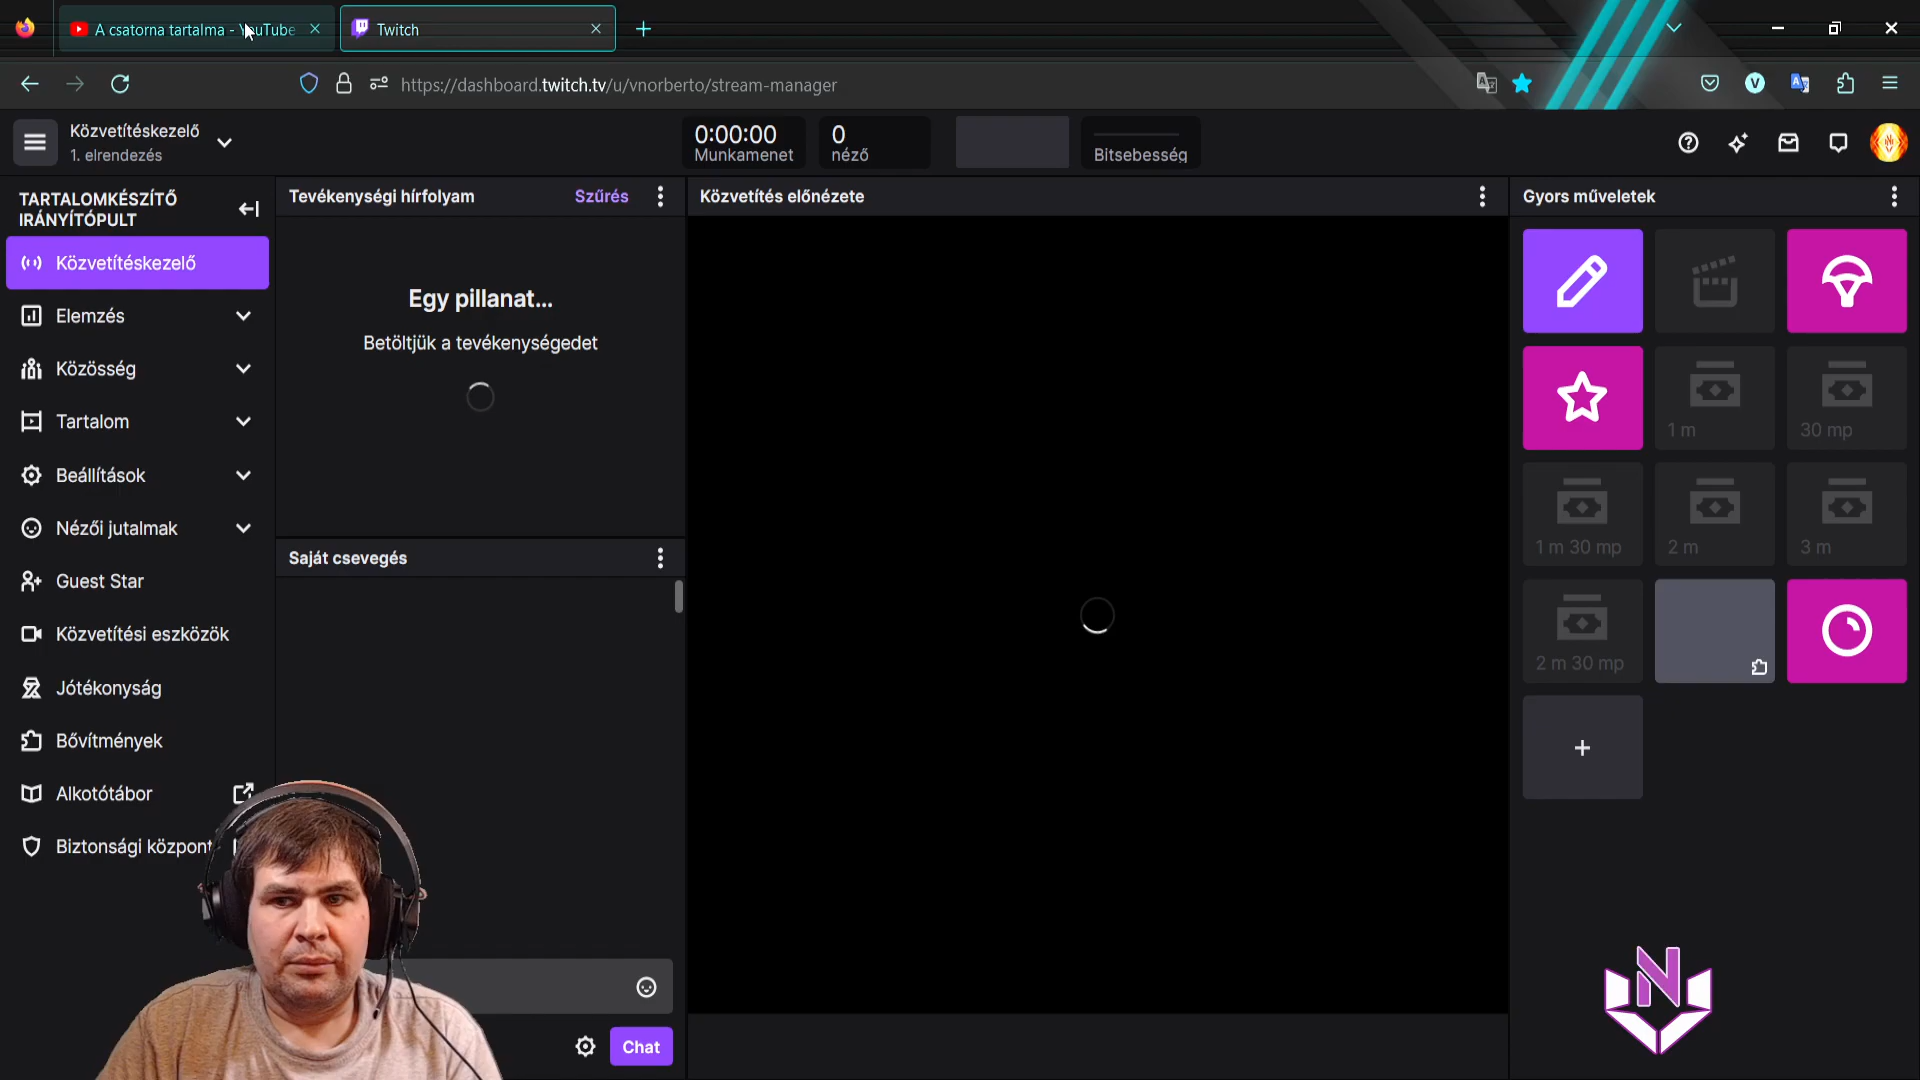 A csatorna tartalma - YouTube
Twitch
https://dashboard.twitch.tv/u/vnorberto/stream-manager
V
Közvetítéskezelő
1. elrendezés
0:00:00
Munkamenet
0
néző
Bitsebesség
TARTALOMKÉSZÍTŐ
IRÁNYÍTÓPULT
Közvetítéskezelő
Elemzés
Közösség
Tartalom
Beállítások
Nézői jutalmak
Guest Star
Közvetítési eszközök
Jótékonyság
Bővítmények
Alkotótábor
Biztonsági központ
Tevékenységi hírfolyam
Szűrés
Egy pillanat...
Betöltjük a tevékenységedet
Saját csevegés
Chat
Közvetítés előnézete
Gyors műveletek
1 m
30 mp
1 m 30 mp
2 m
3 m
2 m 30 mp
N